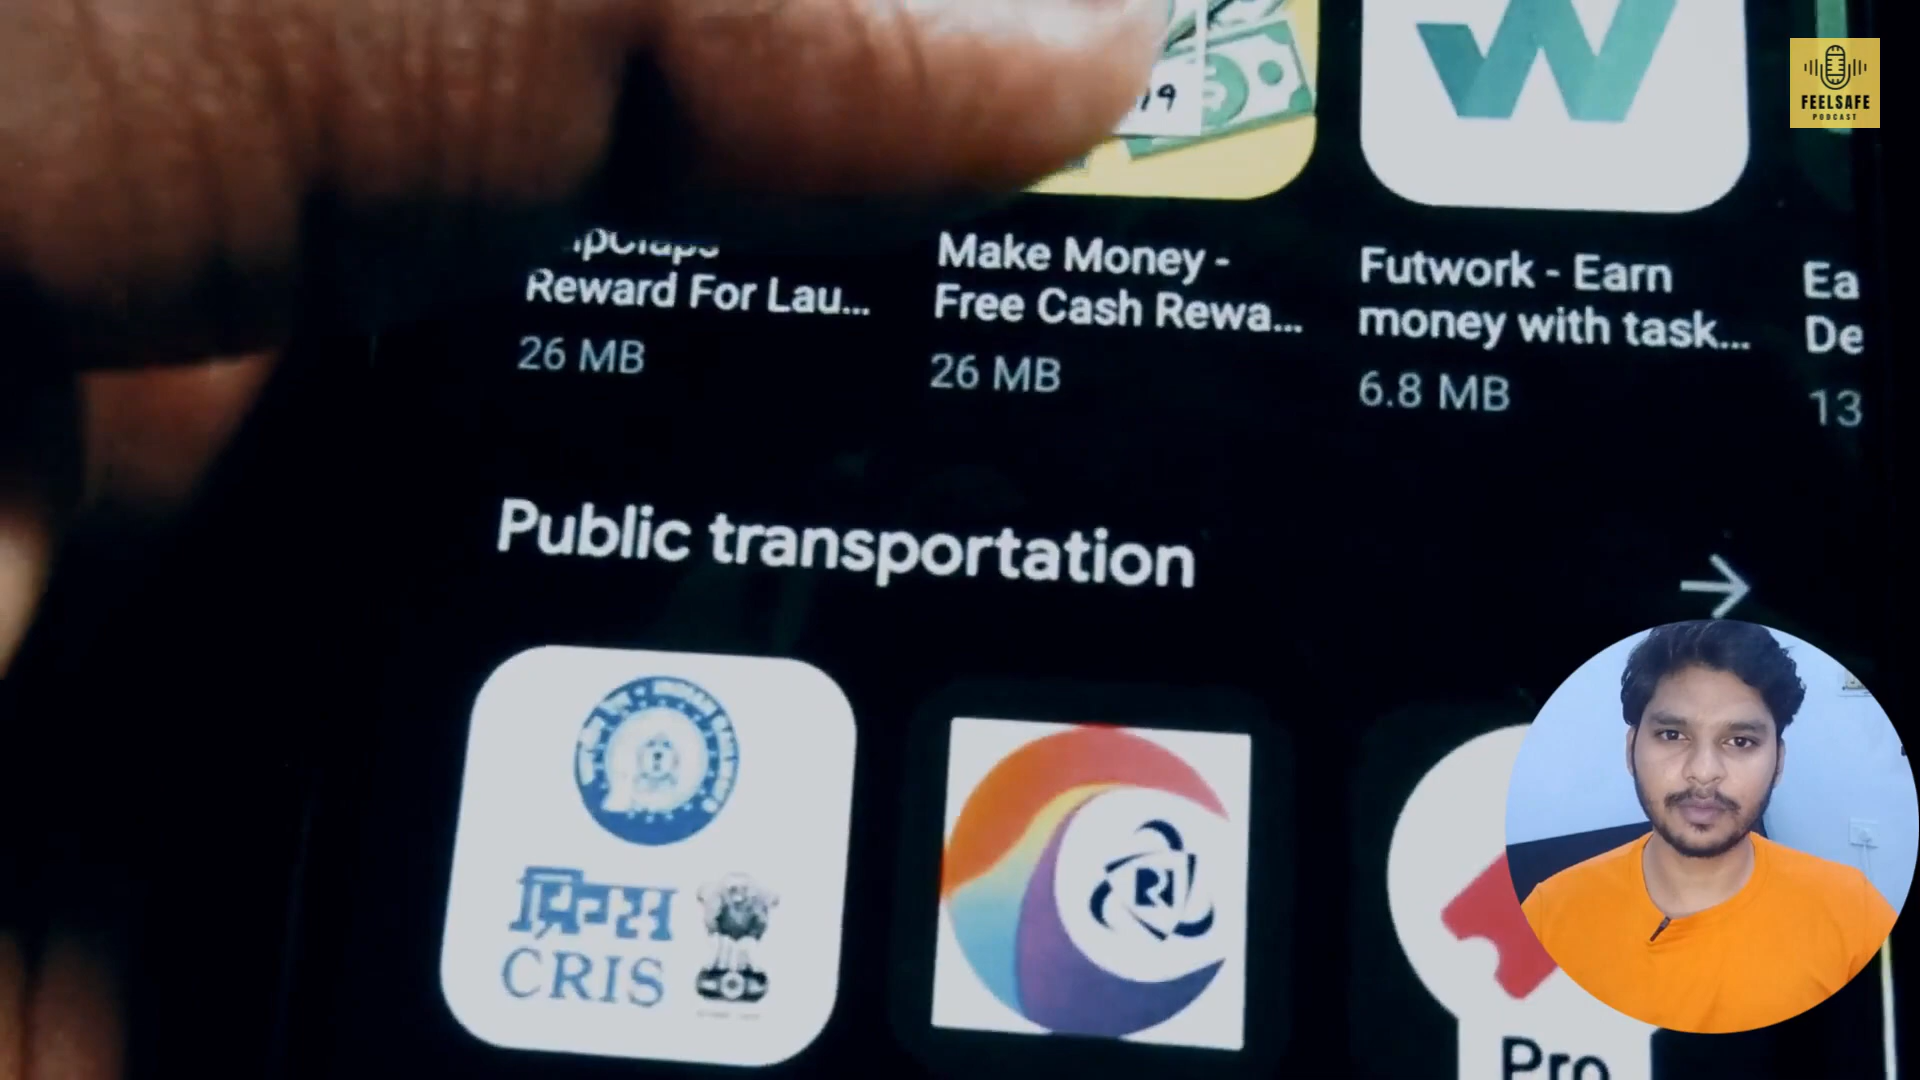 FEELSAFE
PODCAST
19
Reward For Lau...
26 MB
Make Money -
Free Cash Rewa...
26 MB
Futwork - Earn
money with task...
6.8 MB
Ea
De
13
Public transportation
क्रिस
CRIS
Pro